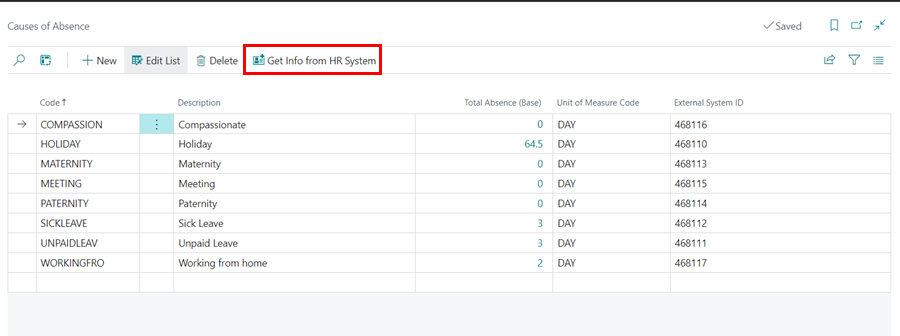 Causes of Absence
Saved
New Edit List Delete Get Info from HR System
Code↑ Description Total Absence (Base) Unit of Measure Code External System ID
→ COMPASSION Compassionate 0 DAY 468116
HOLIDAY Holiday 64.5 DAY 468110
MATERNITY Maternity 0 DAY 468113
MEETING Meeting 0 DAY 468115
PATERNITY Paternity 0 DAY 468114
SICKLEAVE Sick Leave 3 DAY 468112
UNPAIDLEAV Unpaid Leave 3 DAY 468111
WORKINGFRO Working from home 2 DAY 468117